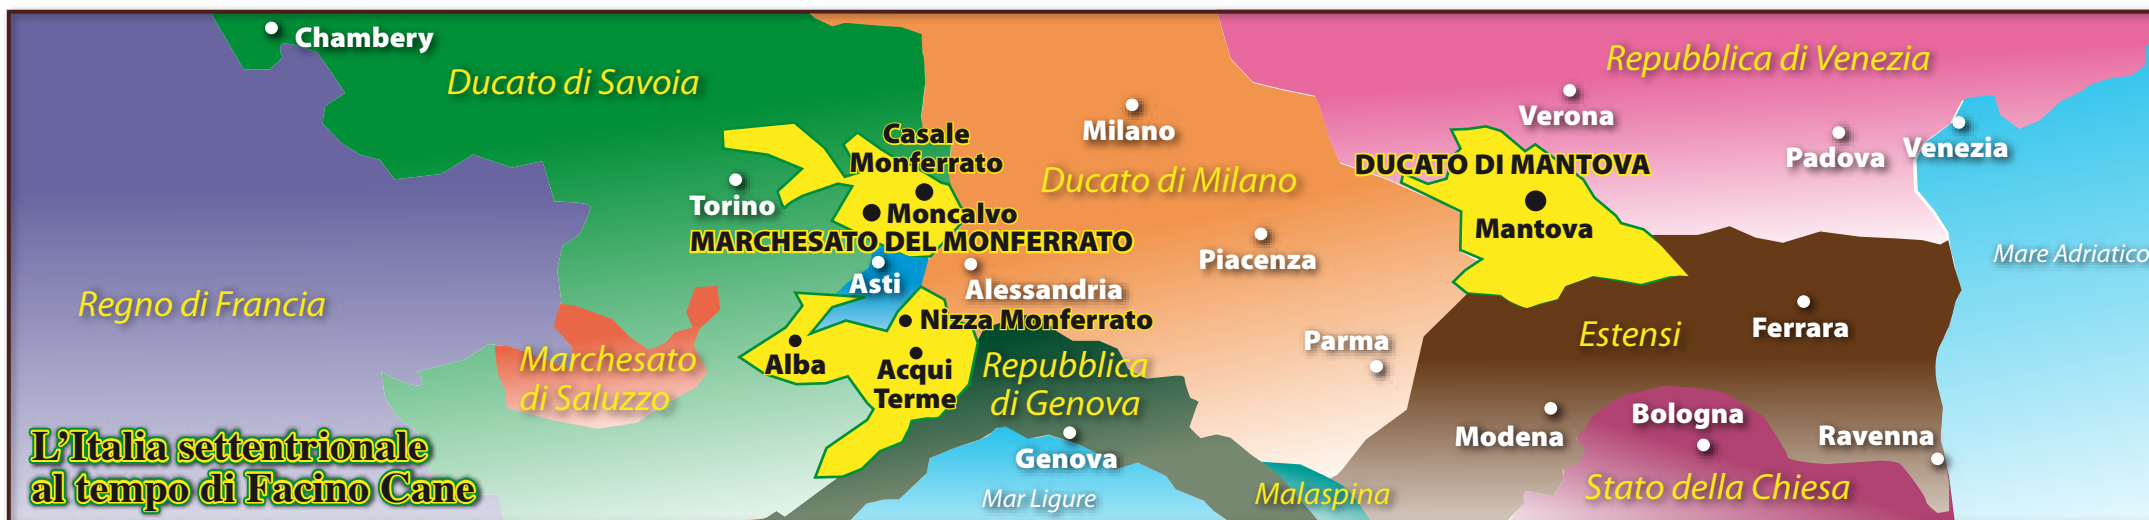 Chambery
Ducato di Savoia
Repubblica di Venezia
Verona
Milano
Casale
Monferrato
Padova
Venezia
DUCATO DI MANTOVA
Ducato di Milano
Torino
Moncalvo
Mantova
MARCHESATO DEL MONFERRATO
Piacenza
Mare Adriatico
Asti
Alessandria
Regno di Francia
Nizza Monferrato
Estensi
Ferrara
Parma
Marchesato
di Saluzzo
Alba
Acqui
Terme
Repubblica
di Genova
Bologna
Modena
Ravenna
L'Italia settentrionale
al tempo di Facino Cane
Genova
Mar Ligure
Malaspina
Stato della Chiesa